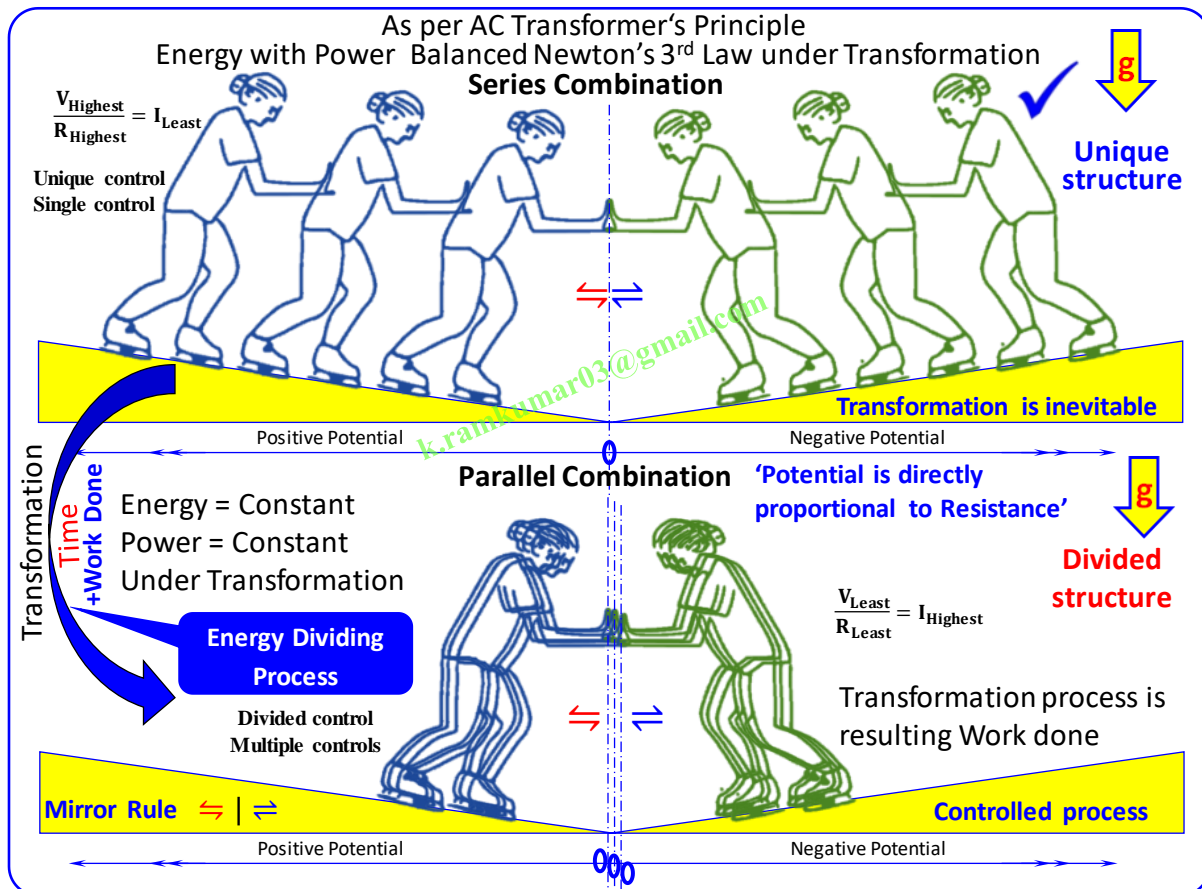 As per AC Transformer's Principle
Energy with Power Balanced Newton's 3rd Law under Transformation
Series Combination
g
V_Highest
R_Highest
= I_Least
Unique control
Single control
Unique
structure
⇋ ⇌
k.ramkumar03@gmail.com
Transformation is inevitable
Positive Potential
Negative Potential
0
Parallel Combination
'Potential is directly
proportional to Resistance'
g
Divided
structure
Transformation
Time
+Work Done
Energy = Constant
Power = Constant
Under Transformation
Energy Dividing
Process
Divided control
Multiple controls
V_Least
R_Least
= I_Highest
⇋ ⇌
Transformation process is
resulting Work done
Mirror Rule ⇋ | ⇌
Controlled process
Positive Potential
Negative Potential
0 0 0